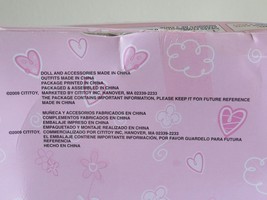 DOLL AND ACCESSORIES MADE IN CHINA
OUTFITS MADE IN CHINA
PACKAGE PRINTED IN CHINA
PACKAGED & ASSEMBLED IN CHINA
©2009 CITITOY, MARKETED BY CITITOY INC. HANOVER, MA 02339-2233
THE PACKAGE CONTAINS IMPORTANT INFORMATION, PLEASE KEEP IT FOR FUTURE REFERENCE
MADE IN CHINA
MUÑECA Y ACCESORIOS FABRICADOS EN CHINA
COMPLEMENTOS FABRICADOS EN CHINA
EMBALAJE IMPRESO EN CHINA
EMPAQUETADO Y MONTAJE REALIZADO EN CHINA
©2009 CITITOY, COMMERCIALIZADO FOR CITITOY INC. HANOVER, MA 02339-2233
EL EMBALAJE CONTIENE IMPORTANTE INFORMACIÓN, POR FAVOR GUARDELO PARA FUTURA
REFERENCIA
HECHO EN CHINA